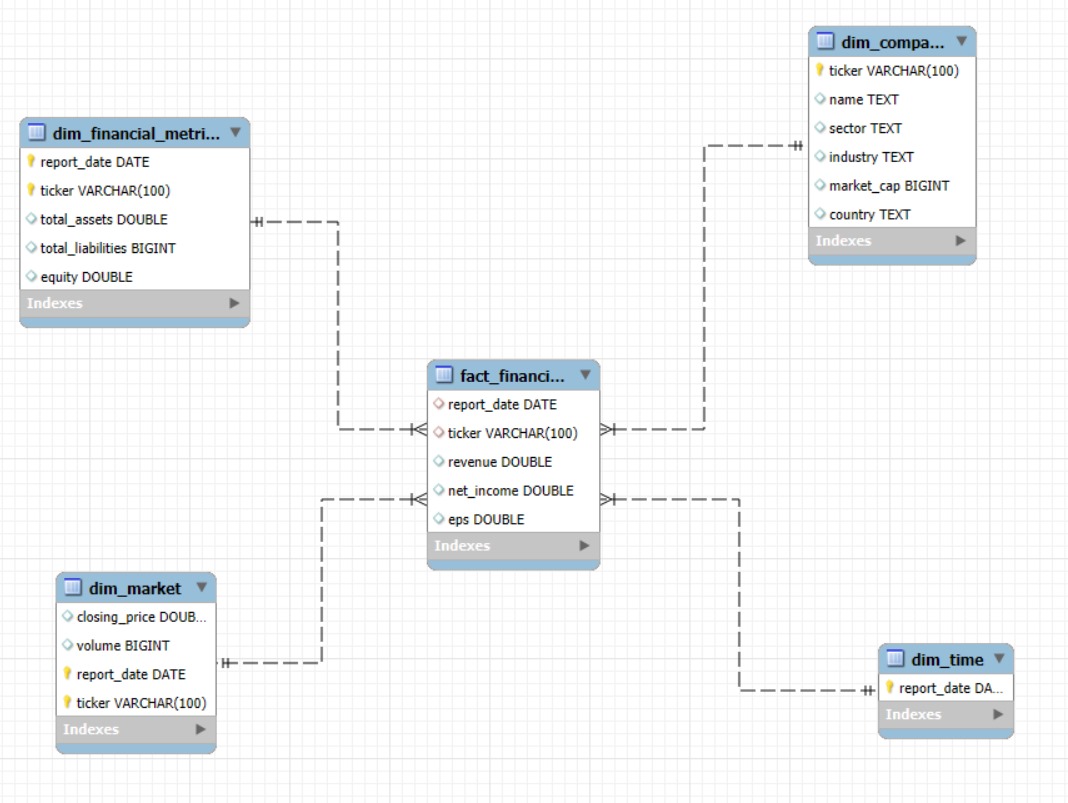 dim_compa...
ticker VARCHAR(100)
name TEXT
sector TEXT
industry TEXT
market_cap BIGINT
country TEXT
Indexes
dim_financial_metri...
report_date DATE
ticker VARCHAR(100)
total_assets DOUBLE
total_liabilities BIGINT
equity DOUBLE
Indexes
fact_financi...
report_date DATE
ticker VARCHAR(100)
revenue DOUBLE
net_income DOUBLE
eps DOUBLE
Indexes
dim_market
closing_price DOUB...
volume BIGINT
report_date DATE
ticker VARCHAR(100)
Indexes
dim_time
report_date DA...
Indexes